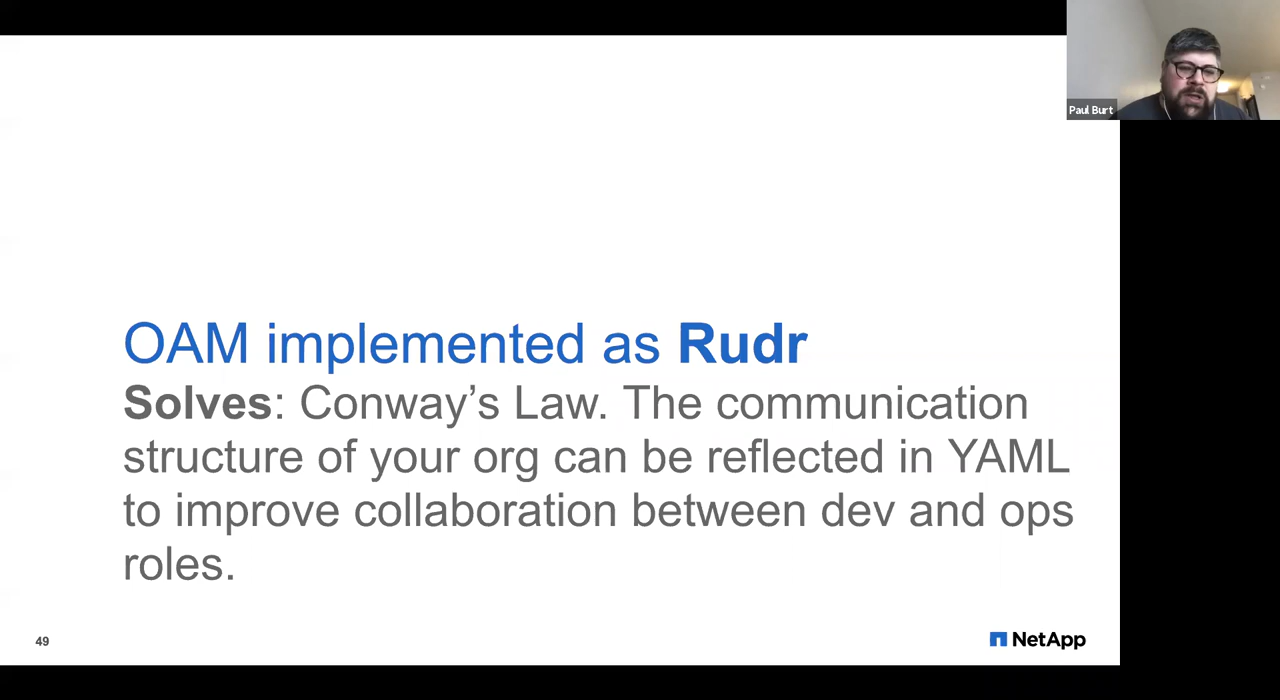 Paul Burt
OAM implemented as Rudr
Solves: Conway’s Law. The communication
structure of your org can be reflected in YAML
to improve collaboration between dev and ops
roles.
49
NetApp